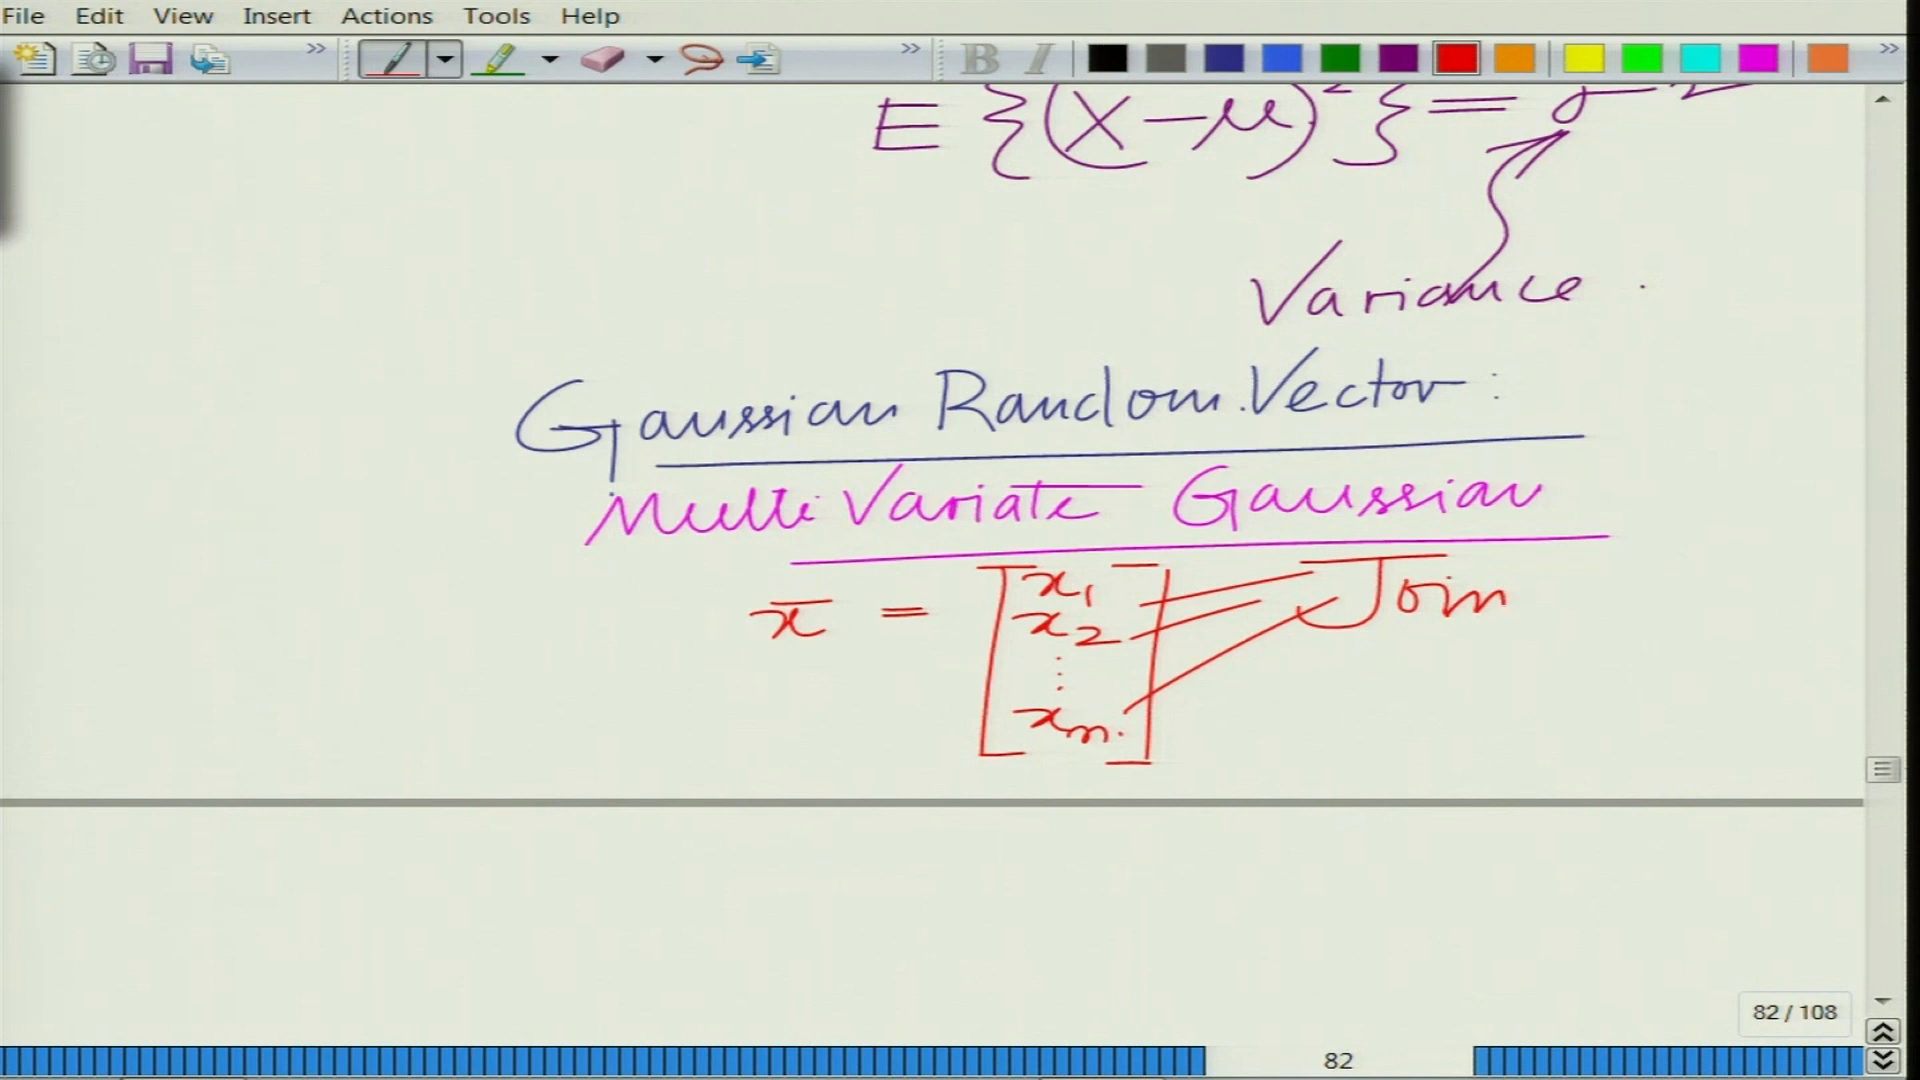 File Edit View Insert Actions Tools Help
B I
E {(X-μ)²} = σ²
Variance.
Gaussian Random Vector:
Multi Variate Gaussian
x̄ = [x₁ x₂ ⋮ xₙ.] Join
82 / 108
82